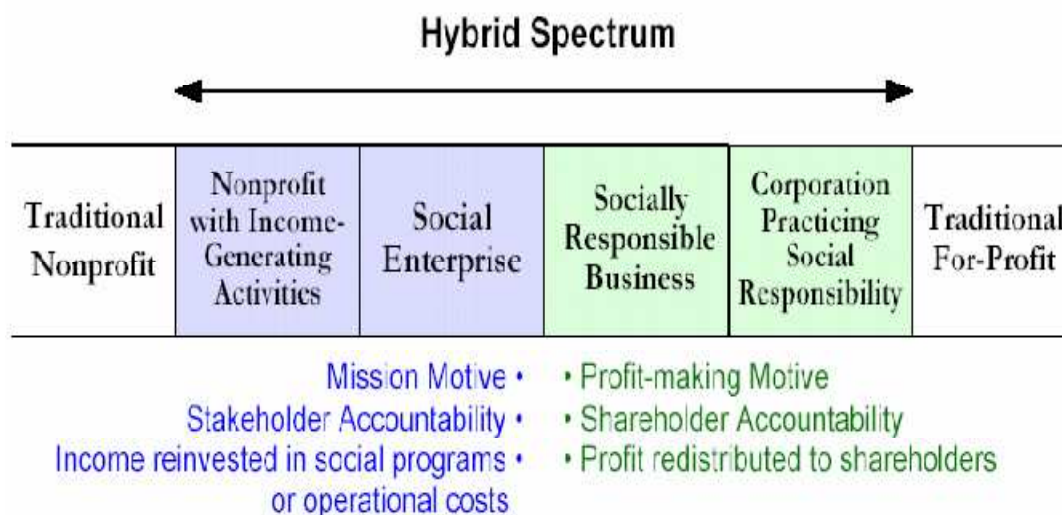 Hybrid Spectrum
Traditional
Nonprofit
Nonprofit
with Income-
Generating
Activities
Social
Enterprise
Socially
Responsible
Business
Corporation
Practicing
Social
Responsibility
Traditional
For-Profit
Mission Motive •
Stakeholder Accountability •
Income reinvested in social programs •
or operational costs
• Profit-making Motive
• Shareholder Accountability
• Profit redistributed to shareholders